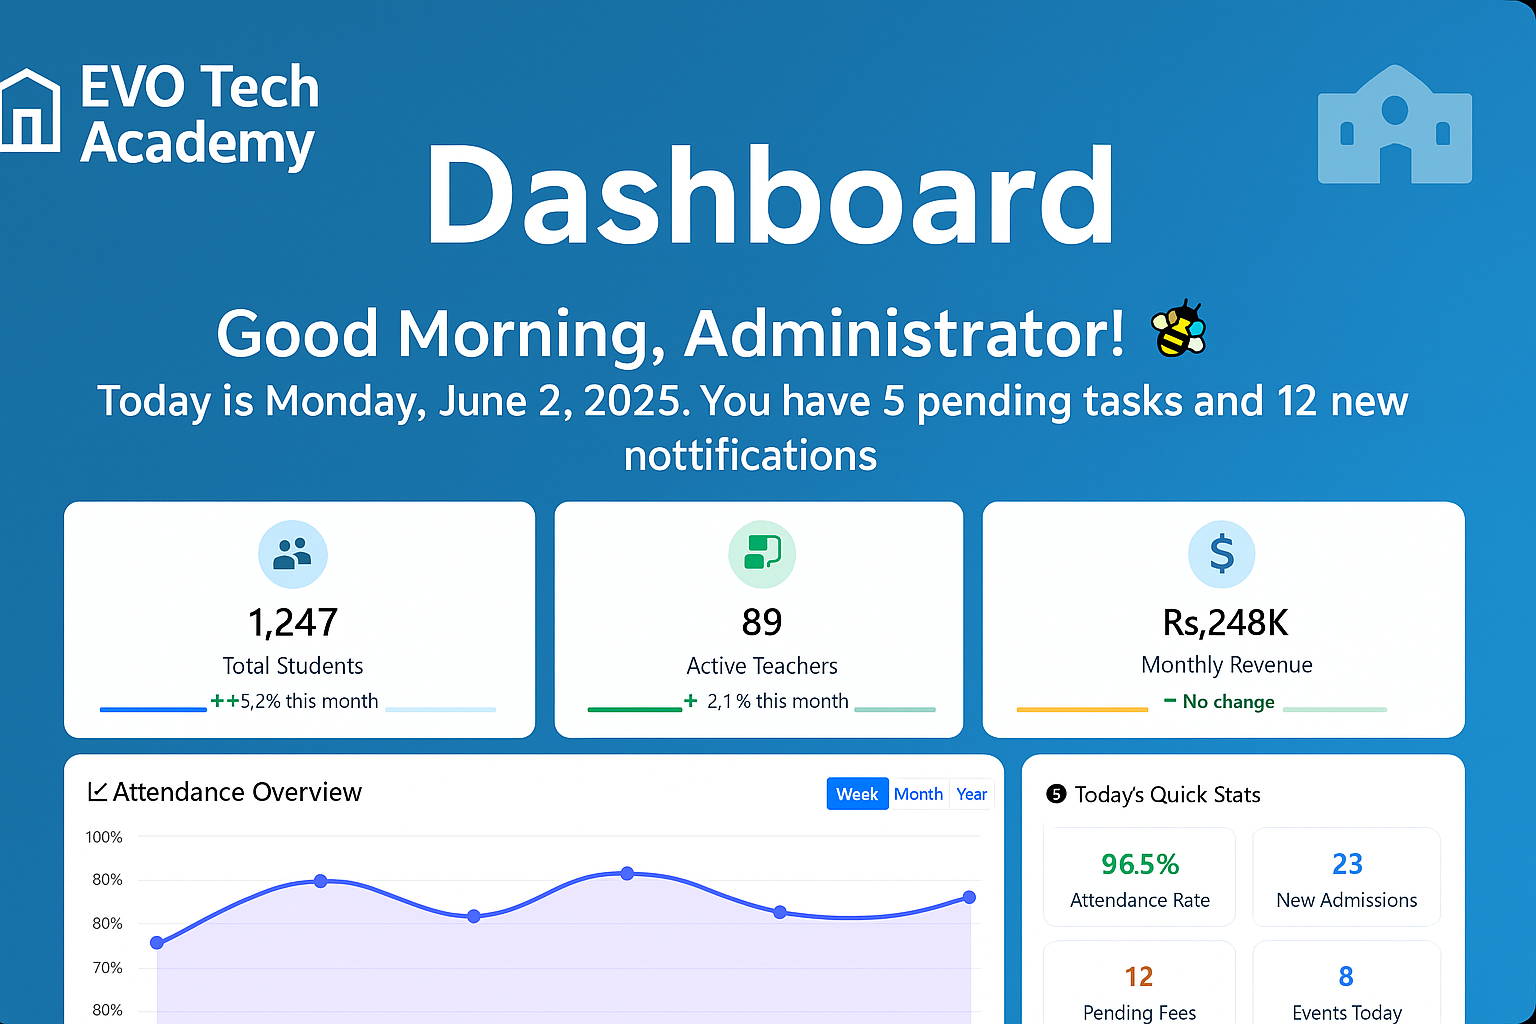 EVO Tech
Academy
Dashboard
Good Morning, Administrator!
Today is Monday, June 2, 2025. You have 5 pending tasks and 12 new
nottifications
1,247
Total Students
++5,2% this month
89
Active Teachers
+ 2,1% this month
$
Rs,248K
Monthly Revenue
– No change
Attendance Overview
Week Month Year
100%
80%
80%
70%
80%
5 Today's Quick Stats
96.5%
Attendance Rate
23
New Admissions
12
Pending Fees
8
Events Today